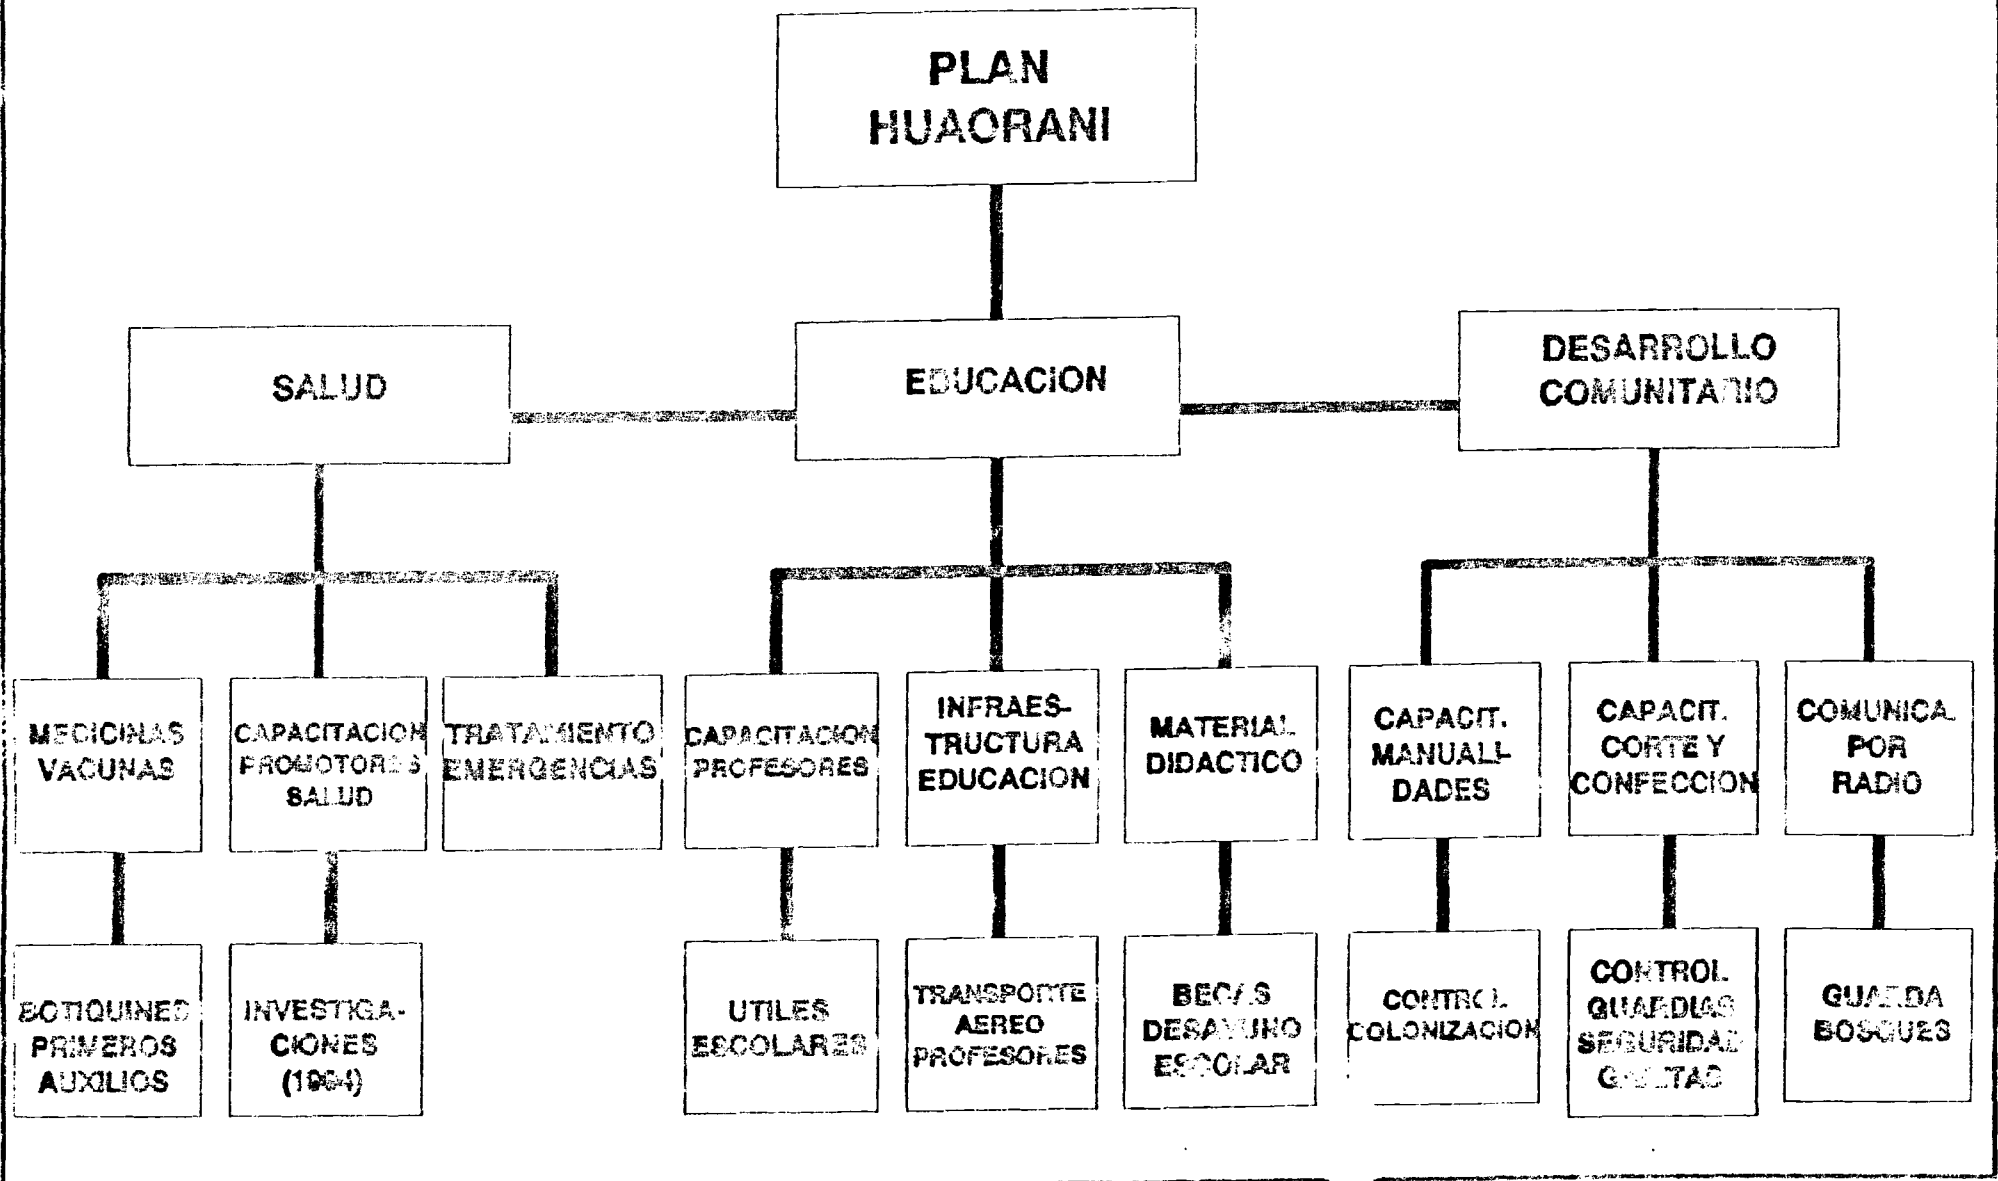 PLAN
HUAORANI
SALUD
EDUCACION
DESARROLLO
COMUNITARIO
MEDICINAS
VACUNAS
CAPACITACION
PROMOTORES
SALUD
TRATAMIENTO
EMERGENCIAS
CAPACITACION
PROFESORES
INFRAES-
TRUCTURA
EDUCACION
MATERIAL
DIDACTICO
CAPACIT.
MANUALI-
DADES
CAPACIT.
CORTE Y
CONFECCION
COMUNICA.
POR
RADIO
BOTIQUINES
PRIMEROS
AUXILIOS
INVESTIGA-
CIONES
(1994)
UTILES
ESCOLARES
TRANSPORTE
AEREO
PROFESORES
BECAS
DESAYUNO
ESCOLAR
CONTROL
COLONIZACION
CONTROL
GUARDIAS
SEGURIDAD
GARITAS
GUARDA
BOSQUES